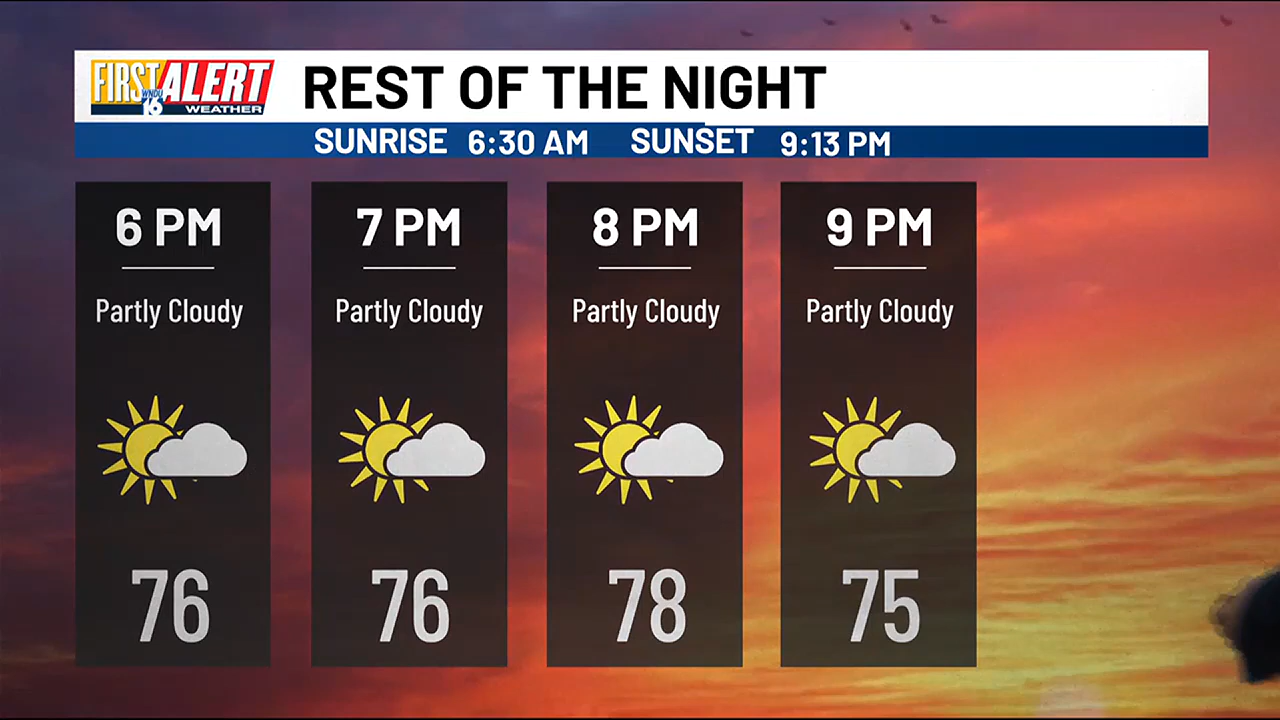 FIRST ALERT
WNDU
16
WEATHER
REST OF THE NIGHT
SUNRISE 6:30 AM SUNSET 9:13 PM
6 PM
Partly Cloudy
76
7 PM
Partly Cloudy
76
8 PM
Partly Cloudy
78
9 PM
Partly Cloudy
75